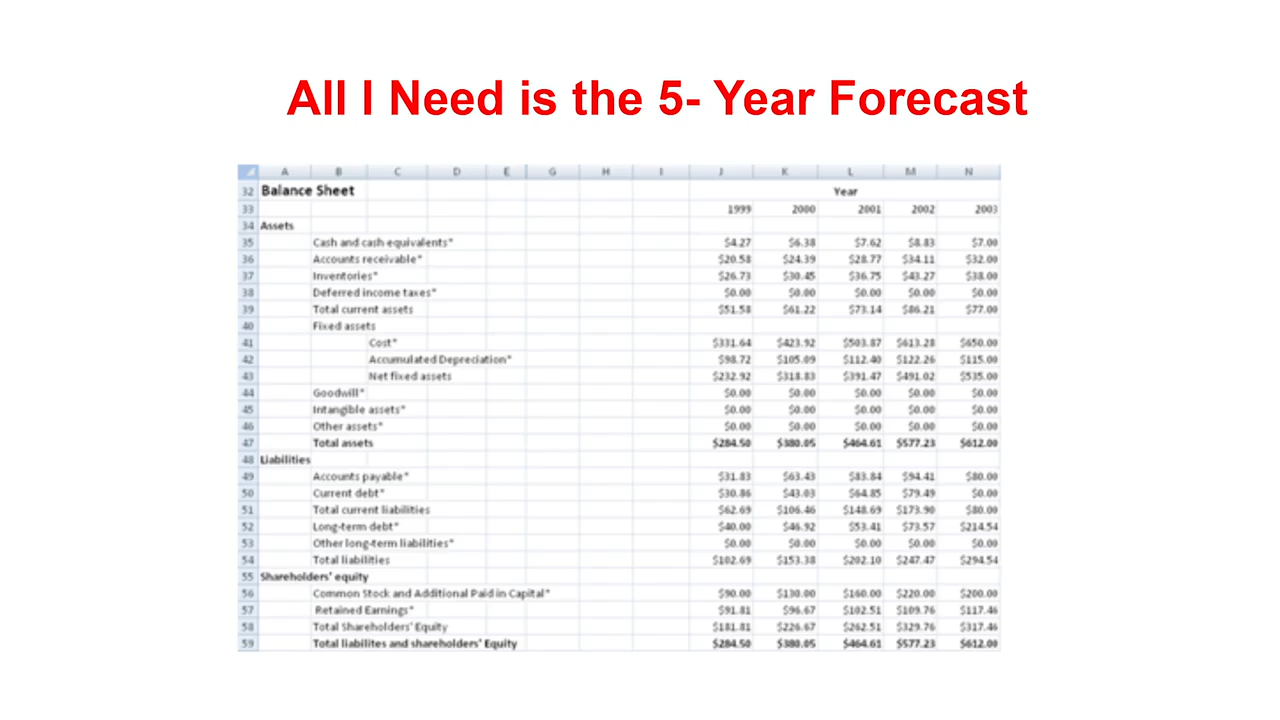 All I Need is the 5- Year Forecast
A B C D E G H I J K L M N
32 Balance Sheet Year
33 1999 2000 2001 2002 2003
34 Assets
35 Cash and cash equivalents* $4.27 $6.38 $7.62 $8.83 $7.00
36 Accounts receivable* $20.58 $24.39 $28.77 $34.11 $32.00
37 Inventories* $26.73 $30.45 $36.75 $43.27 $38.00
38 Deferred income taxes* $0.00 $0.00 $0.00 $0.00 $0.00
39 Total current assets $51.58 $61.22 $73.14 $86.21 $77.00
40 Fixed assets
41 Cost* $331.64 $423.92 $503.87 $613.28 $650.00
42 Accumulated Depreciation* $98.72 $105.09 $112.40 $122.26 $115.00
43 Net fixed assets $232.92 $318.83 $391.47 $491.02 $535.00
44 Goodwill* $0.00 $0.00 $0.00 $0.00 $0.00
45 Intangible assets* $0.00 $0.00 $0.00 $0.00 $0.00
46 Other assets* $0.00 $0.00 $0.00 $0.00 $0.00
47 Total assets $284.50 $380.05 $464.61 $577.23 $612.00
48 Liabilities
49 Accounts payable* $31.83 $63.43 $83.84 $94.41 $80.00
50 Current debt* $30.86 $43.03 $64.85 $79.49 $0.00
51 Total current liabilities $62.69 $106.46 $148.69 $173.90 $80.00
52 Long-term debt* $40.00 $46.92 $53.41 $73.57 $214.54
53 Other long-term liabilities* $0.00 $0.00 $0.00 $0.00 $0.00
54 Total liabilities $102.69 $153.38 $202.10 $247.47 $294.54
55 Shareholders' equity
56 Common Stock and Additional Paid in Capital* $90.00 $130.00 $160.00 $220.00 $200.00
57 Retained Earnings* $91.81 $96.67 $102.51 $109.76 $117.46
58 Total Shareholders' Equity $181.81 $226.67 $262.51 $329.76 $317.46
59 Total liabilites and shareholders' Equity $284.50 $380.05 $464.61 $577.23 $612.00